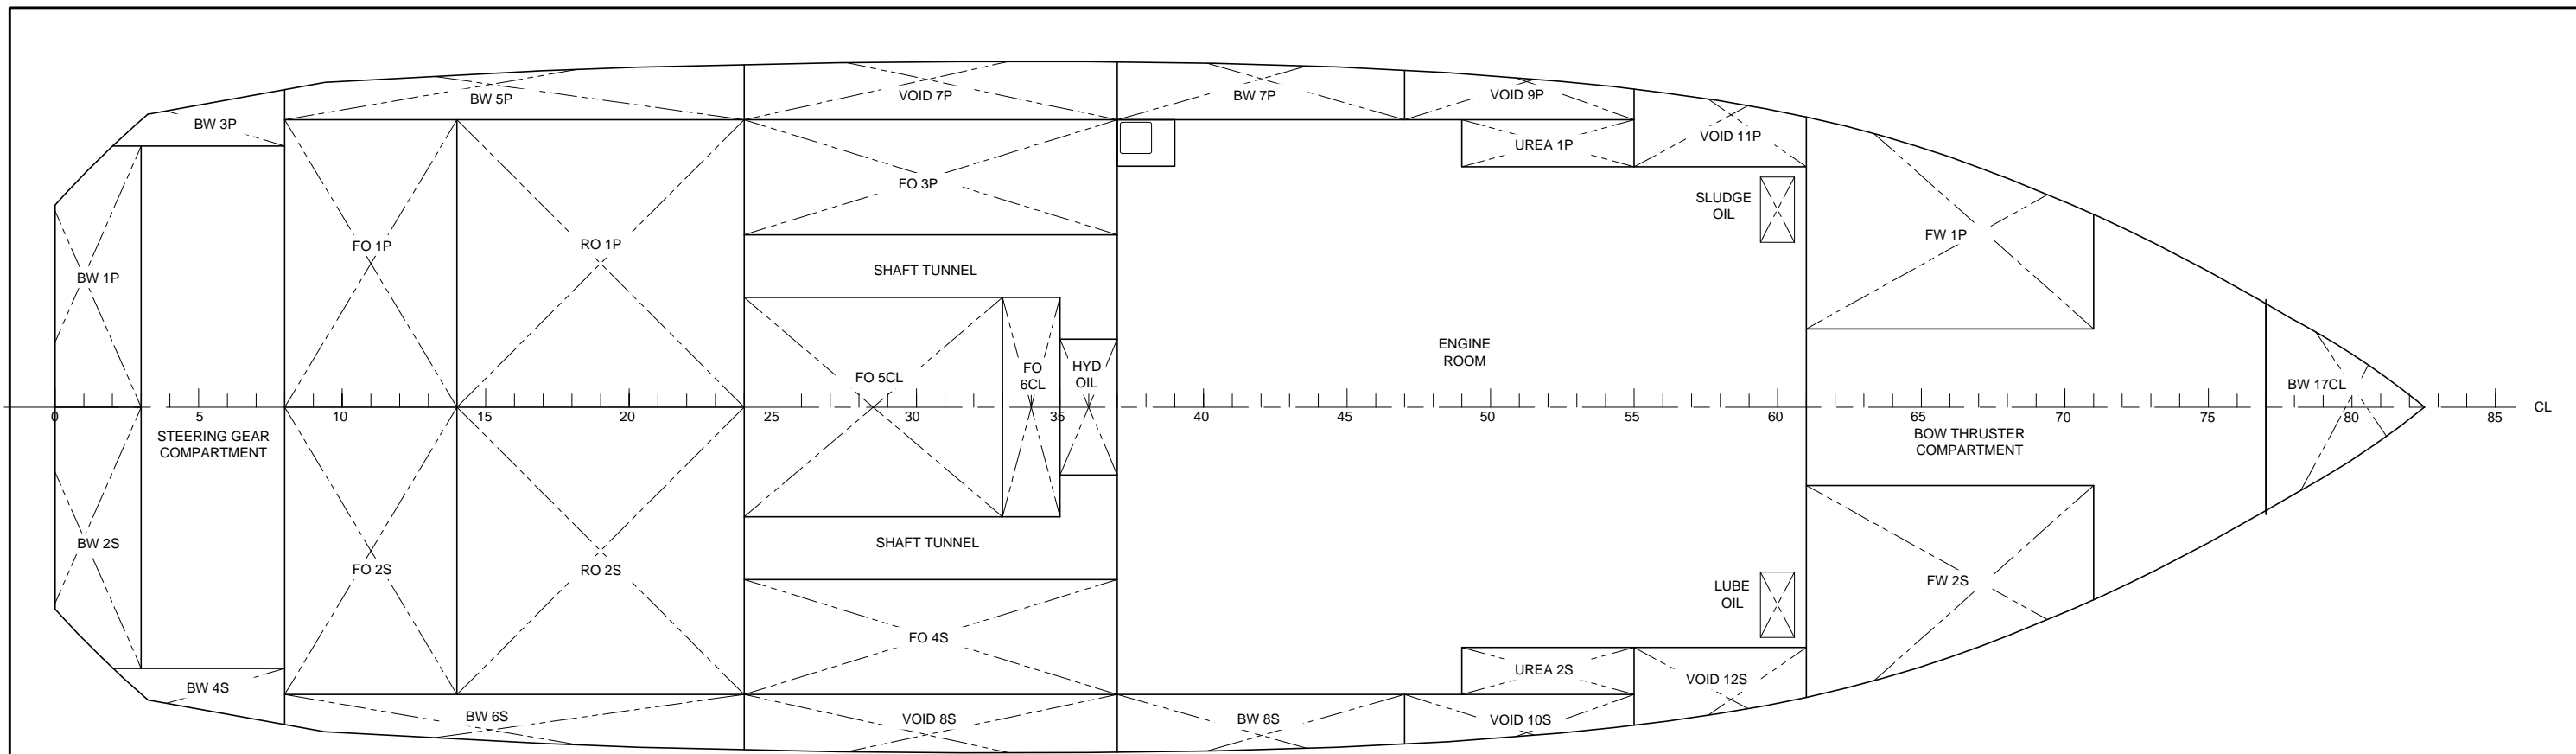 BW 5P
VOID 7P
BW 7P
VOID 9P
BW 3P
VOID 11P
UREA 1P
FO 3P
SLUDGE
OIL
FO 1P
RO 1P
FW 1P
BW 1P
SHAFT TUNNEL
ENGINE
ROOM
FO 5CL
FO
6CL
HYD
OIL
BW 17CL
0 5 10 15 20 25 30 35 40 45 50 55 60 65 70 75 80 85 CL
STEERING GEAR
COMPARTMENT
BOW THRUSTER
COMPARTMENT
BW 2S
SHAFT TUNNEL
FO 2S
RO 2S
FW 2S
LUBE
OIL
FO 4S
UREA 2S
VOID 12S
BW 4S
BW 6S
VOID 8S
BW 8S
VOID 10S